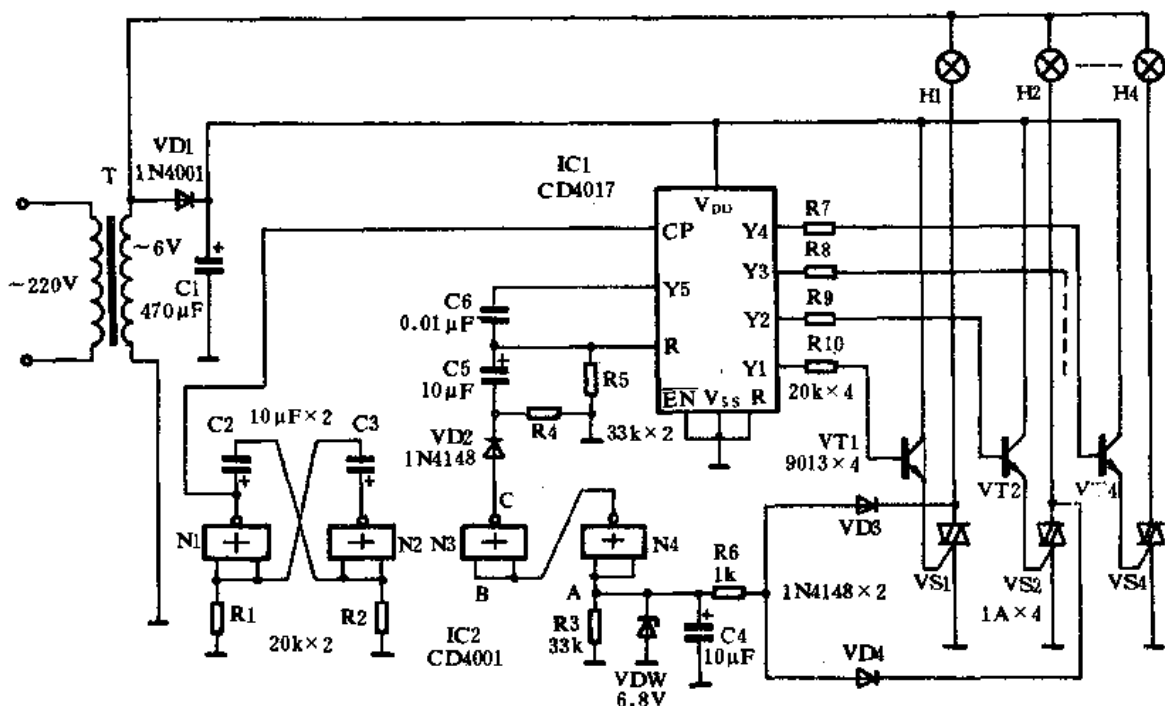 H1
H2
H4
VD1
1N4001
T
~6V
~220V
C1
470μF
+
IC1
CD4017
V_DD
CP
Y5
R
Y4
Y3
Y2
Y1
EN̅ V_SS R
R7
R8
R9
R10
20k×4
C6
0.01μF
C5
10μF
+
R5
R4
33k×2
VD2
1N4148
C2
10μF×2
C3
+
+
N1
N2
N3
N4
C
B
A
R1
R2
20k×2
IC2
CD4001
R3
33k
VDW
6.8V
C4
10μF
+
R6
1k
1N4148×2
VD3
VD4
VT1
9013×4
VT2
VT4
VS1
VS2
VS4
1A×4